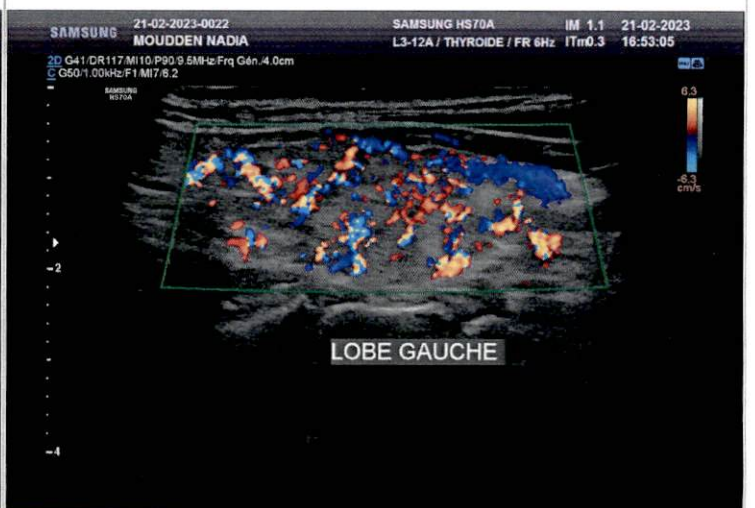 SAMSUNG
21-02-2023-0022
MOUDDEN NADIA
SAMSUNG HS70A
L3-12A / THYROIDE / FR 6Hz
IM 1.1
ITm0.3
21-02-2023
16:53:05
2D G41/DR117/MI10/P90/9.5MHz/Frq Gén./4.0cm
C G50/1.00kHz/F1/MI7/6.2
SAMSUNG
HS70A
6.3
-6.3
cm/s
2
LOBE GAUCHE
4